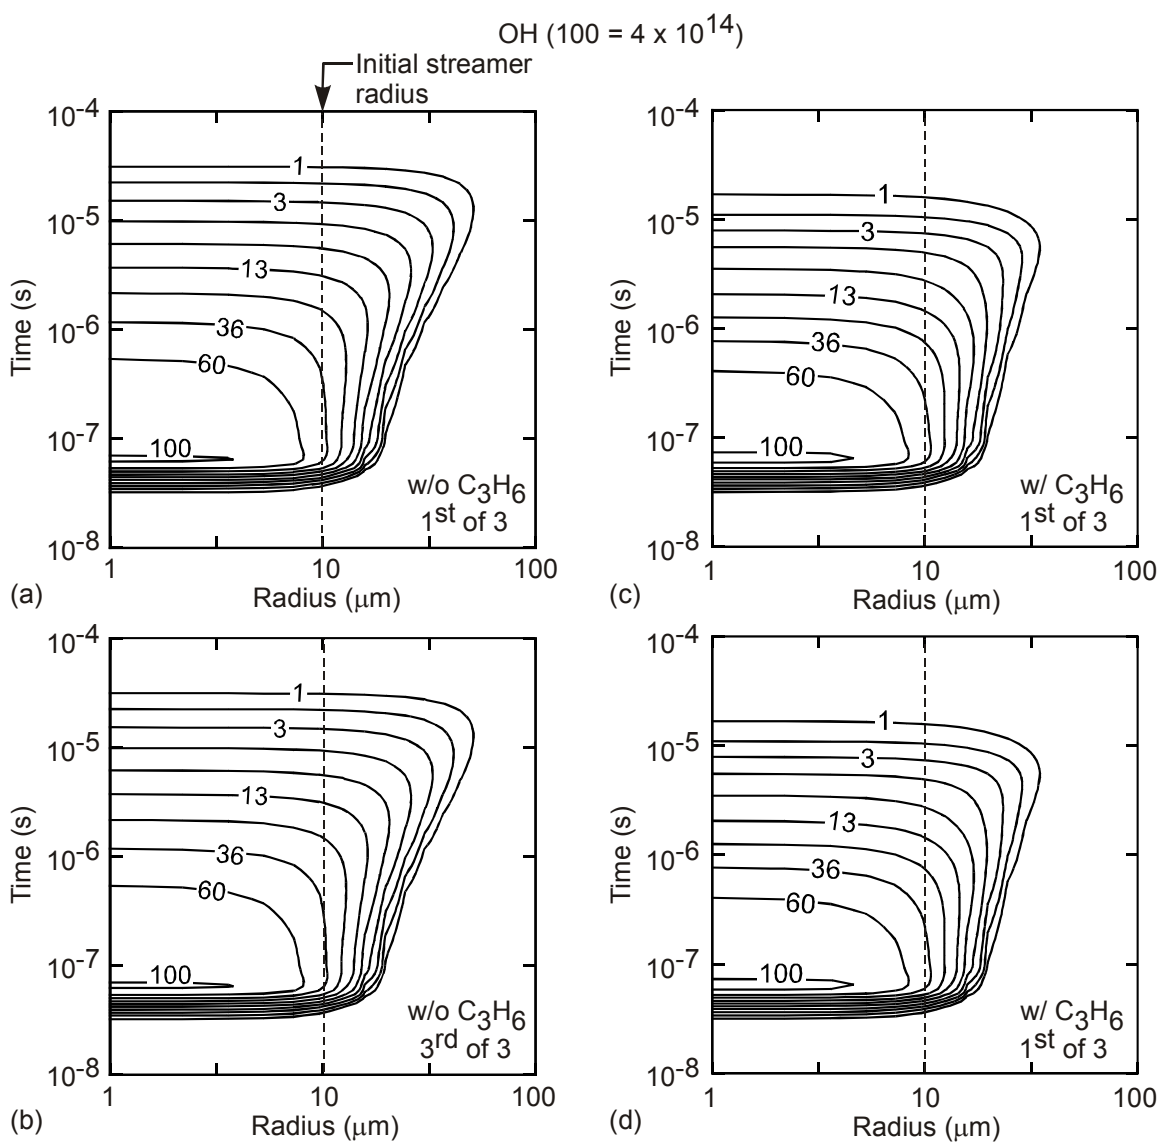 OH (100 = 4 x 10^14)
Initial streamer
radius
10^-4
10^-5
10^-6
10^-7
10^-8
Time (s)
1
3
13
36
60
100
w/o C3H6
1st of 3
1
10
100
(a)
Radius (μm)
10^-4
10^-5
10^-6
10^-7
10^-8
Time (s)
1
3
13
36
60
100
w/ C3H6
1st of 3
1
10
100
(c)
Radius (μm)
10^-4
10^-5
10^-6
10^-7
10^-8
Time (s)
1
3
13
36
60
100
w/o C3H6
3rd of 3
1
10
100
(b)
Radius (μm)
10^-4
10^-5
10^-6
10^-7
10^-8
Time (s)
1
3
13
36
60
100
w/ C3H6
1st of 3
1
10
100
(d)
Radius (μm)